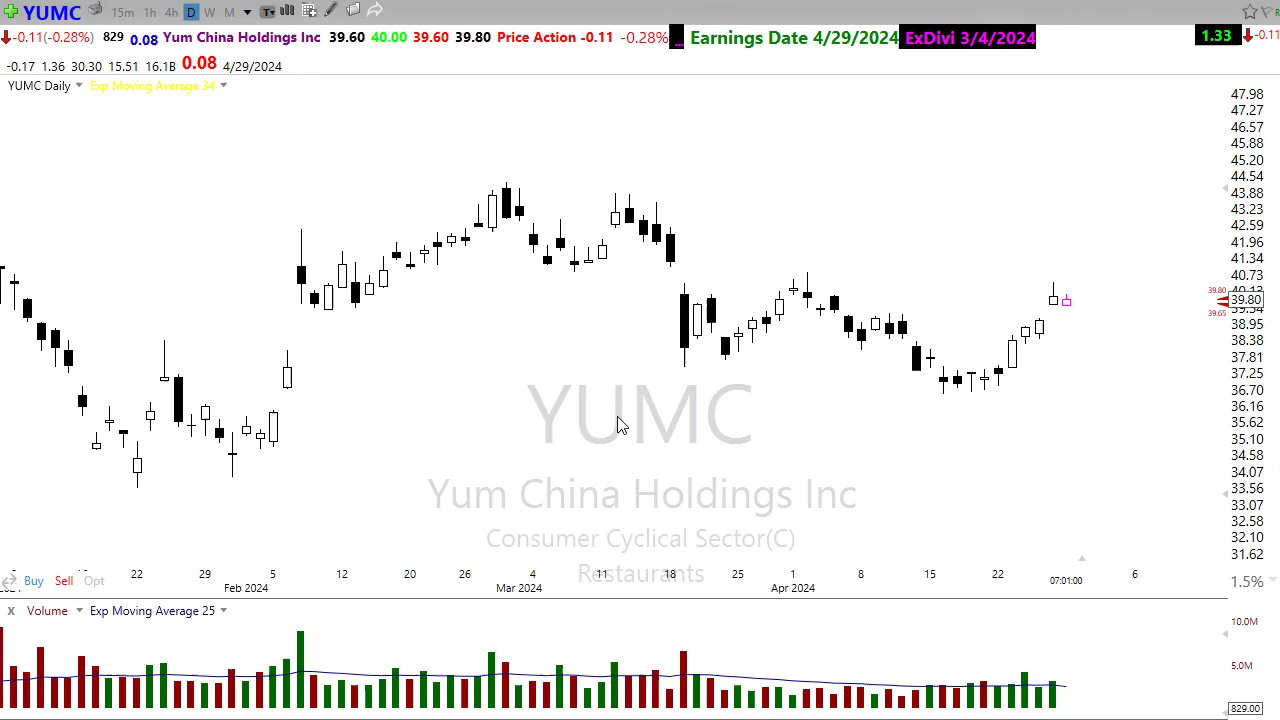 YUMC 15m 1h 4h D W M T
-0.11(-0.28%) 829 0.08 Yum China Holdings Inc 39.60 40.00 39.60 39.80 Price Action -0.11 -0.28% ... Earnings Date 4/29/2024 ExDivi 3/4/2024 1.33 -0.11
-0.17 1.36 30.30 15.51 16.1B 0.08 4/29/2024
YUMC Daily Exp Moving Average 34
47.98
47.27
46.57
45.88
45.20
44.54
43.88
43.23
42.59
41.96
41.34
40.73
39.80
39.80
39.65
39.34
38.95
38.38
37.81
37.25
36.70
36.16
35.62
35.10
34.58
34.07
33.56
33.07
32.58
32.10
31.62
YUMC
Yum China Holdings Inc
Consumer Cyclical Sector(C)
Restaurants
22 29 5 12 20 26 4 11 18 25 1 8 15 22 6
Buy Sell Opt
Feb 2024 Mar 2024 Apr 2024 07:01:00
1.5%
X Volume Exp Moving Average 25
10.0M
5.0M
829.00